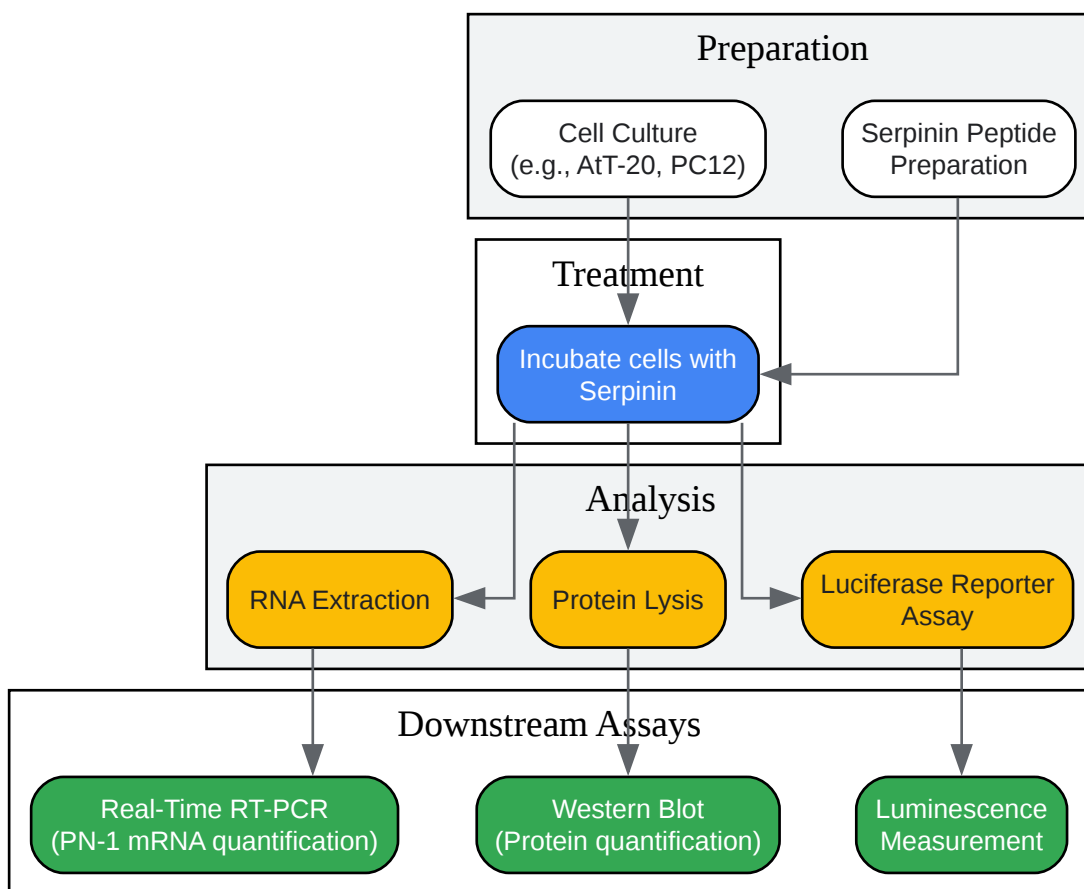 Preparation
Cell Culture
(e.g., AtT-20, PC12)
Serpinin Peptide
Preparation
Treatment
Incubate cells with
Serpinin
Analysis
RNA Extraction
Protein Lysis
Luciferase Reporter
Assay
Downstream Assays
Real-Time RT-PCR
(PN-1 mRNA quantification)
Western Blot
(Protein quantification)
Luminescence
Measurement